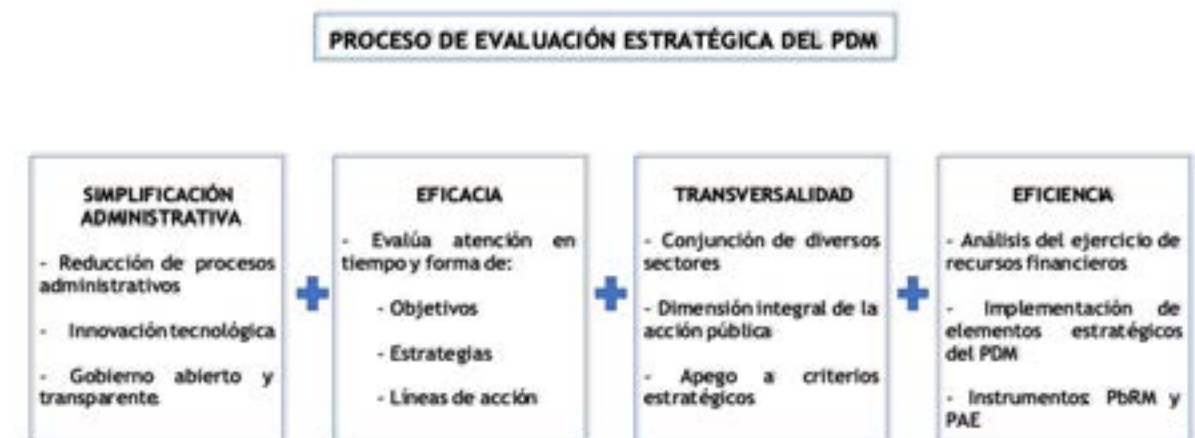 PROCESO DE EVALUACIÓN ESTRATÉGICA DEL PDM
SIMPLIFICACIÓN
ADMINISTRATIVA
- Reducción de procesos
administrativos
- Innovación tecnológica
- Gobierno abierto y
transparente.
EFICACIA
- Evalúa atención en
tiempo y forma de:
- Objetivos
- Estrategias
- Líneas de acción
TRANSVERSALIDAD
- Conjunción de diversos
sectores
- Dimensión integral de la
acción pública
- Apego a criterios
estratégicos
EFICIENCIA
- Análisis del ejercicio de
recursos financieros
- Implementación de
elementos estratégicos
del PDM
- Instrumentos: PbRM y
PAE